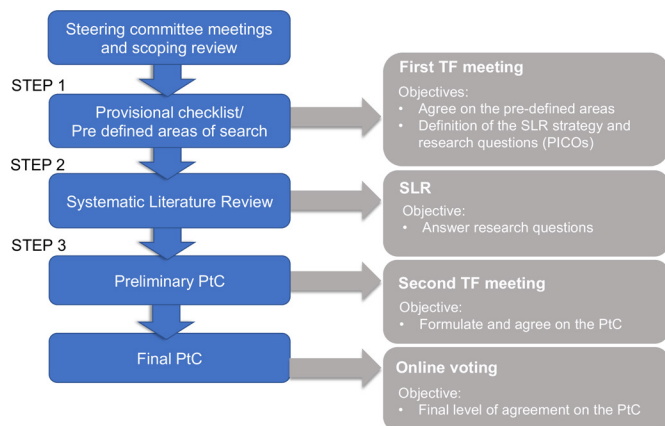 Steering committee meetings
and scoping review
STEP 1
Provisional checklist/
Pre defined areas of search
First TF meeting
Objectives:
• Agree on the pre-defined areas
• Definition of the SLR strategy and
research questions (PICOs)
STEP 2
Systematic Literature Review
SLR
Objective:
• Answer research questions
STEP 3
Preliminary PtC
Second TF meeting
Objective:
• Formulate and agree on the PtC
Final PtC
Online voting
Objective:
• Final level of agreement on the PtC